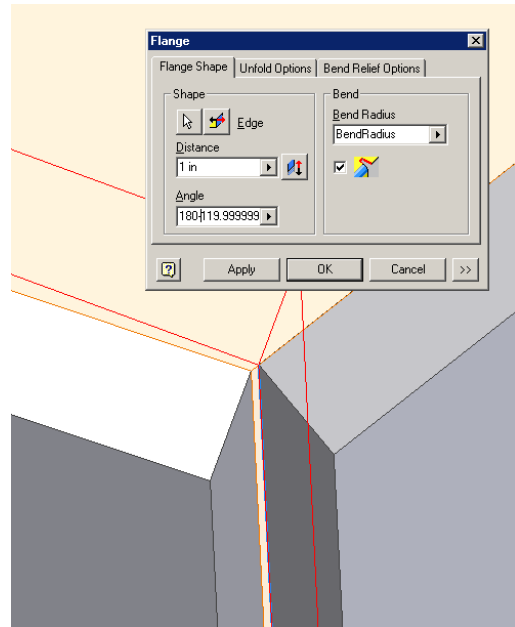 Flange
Flange Shape
Unfold Options
Bend Relief Options
Shape
Edge
Distance
1 in
Angle
180-119.999999
Bend
Bend Radius
BendRadius
Apply
OK
Cancel
>>